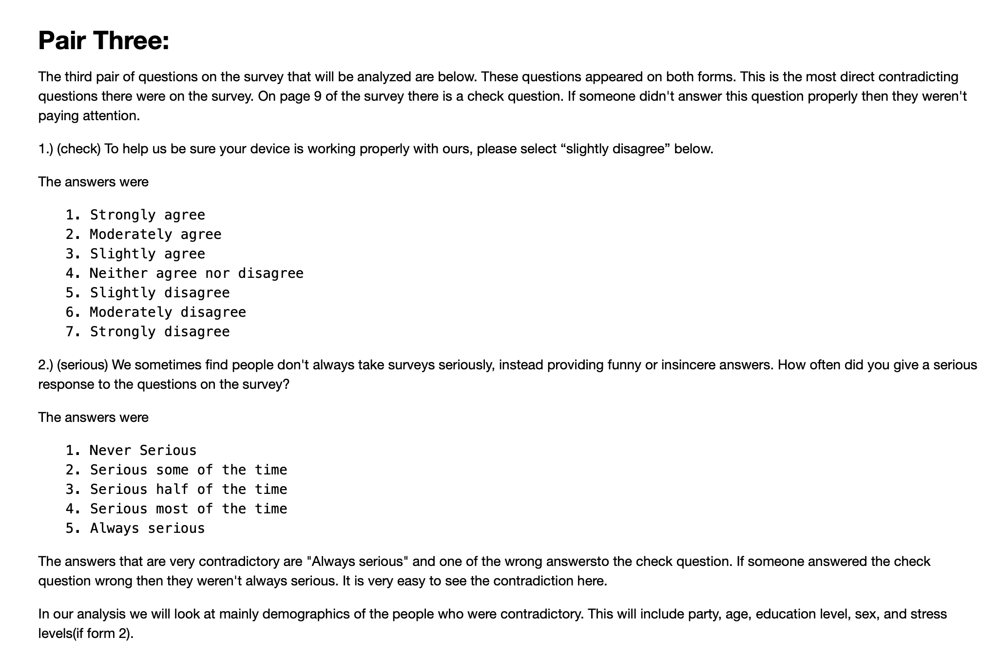 Pair Three:
The third pair of questions on the survey that will be analyzed are below. These questions appeared on both forms. This is the most direct contradicting
questions there were on the survey. On page 9 of the survey there is a check question. If someone didn't answer this question properly then they weren't
paying attention.
1.) (check) To help us be sure your device is working properly with ours, please select “slightly disagree” below.
The answers were
1. Strongly agree
2. Moderately agree
3. Slightly agree
4. Neither agree nor disagree
5. Slightly disagree
6. Moderately disagree
7. Strongly disagree
2.) (serious) We sometimes find people don't always take surveys seriously, instead providing funny or insincere answers. How often did you give a serious
response to the questions on the survey?
The answers were
1. Never Serious
2. Serious some of the time
3. Serious half of the time
4. Serious most of the time
5. Always serious
The answers that are very contradictory are "Always serious" and one of the wrong answersto the check question. If someone answered the check
question wrong then they weren't always serious. It is very easy to see the contradiction here.
In our analysis we will look at mainly demographics of the people who were contradictory. This will include party, age, education level, sex, and stress
levels(if form 2).